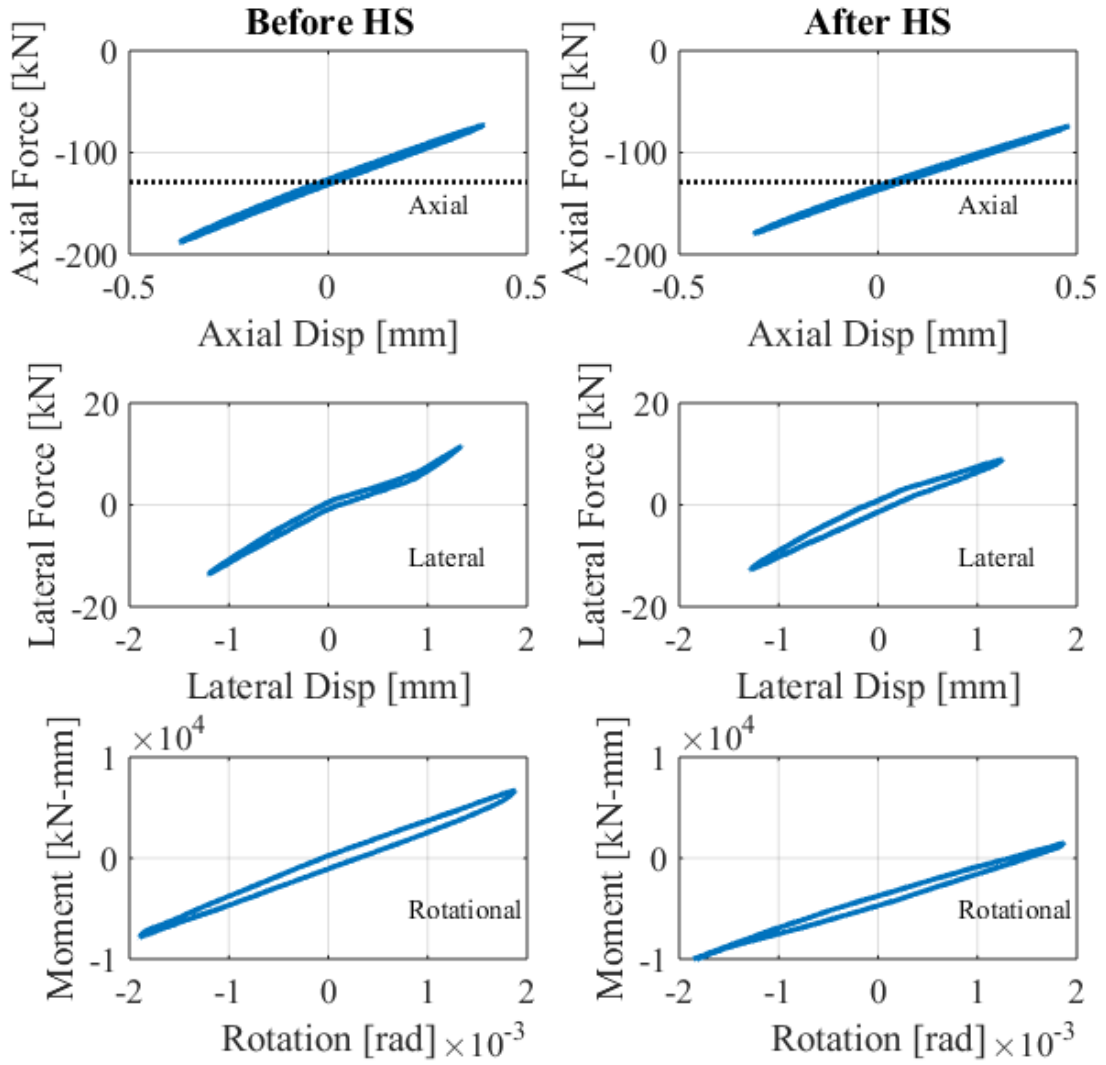 Before HS
After HS
Axial Force [kN]
0
-100
-200
-0.5
0
0.5
Axial
Axial Disp [mm]
Axial Force [kN]
0
-100
-200
-0.5
0
0.5
Axial
Axial Disp [mm]
Lateral Force [kN]
20
0
-20
-2
-1
0
1
2
Lateral
Lateral Disp [mm]
Lateral Force [kN]
20
0
-20
-2
-1
0
1
2
Lateral
Lateral Disp [mm]
Moment [kN-mm]
×10⁴
1
0
-1
-2
-1
0
1
2
Rotational
Rotation [rad] ×10⁻³
Moment [kN-mm]
×10⁴
1
0
-1
-2
-1
0
1
2
Rotational
Rotation [rad] ×10⁻³